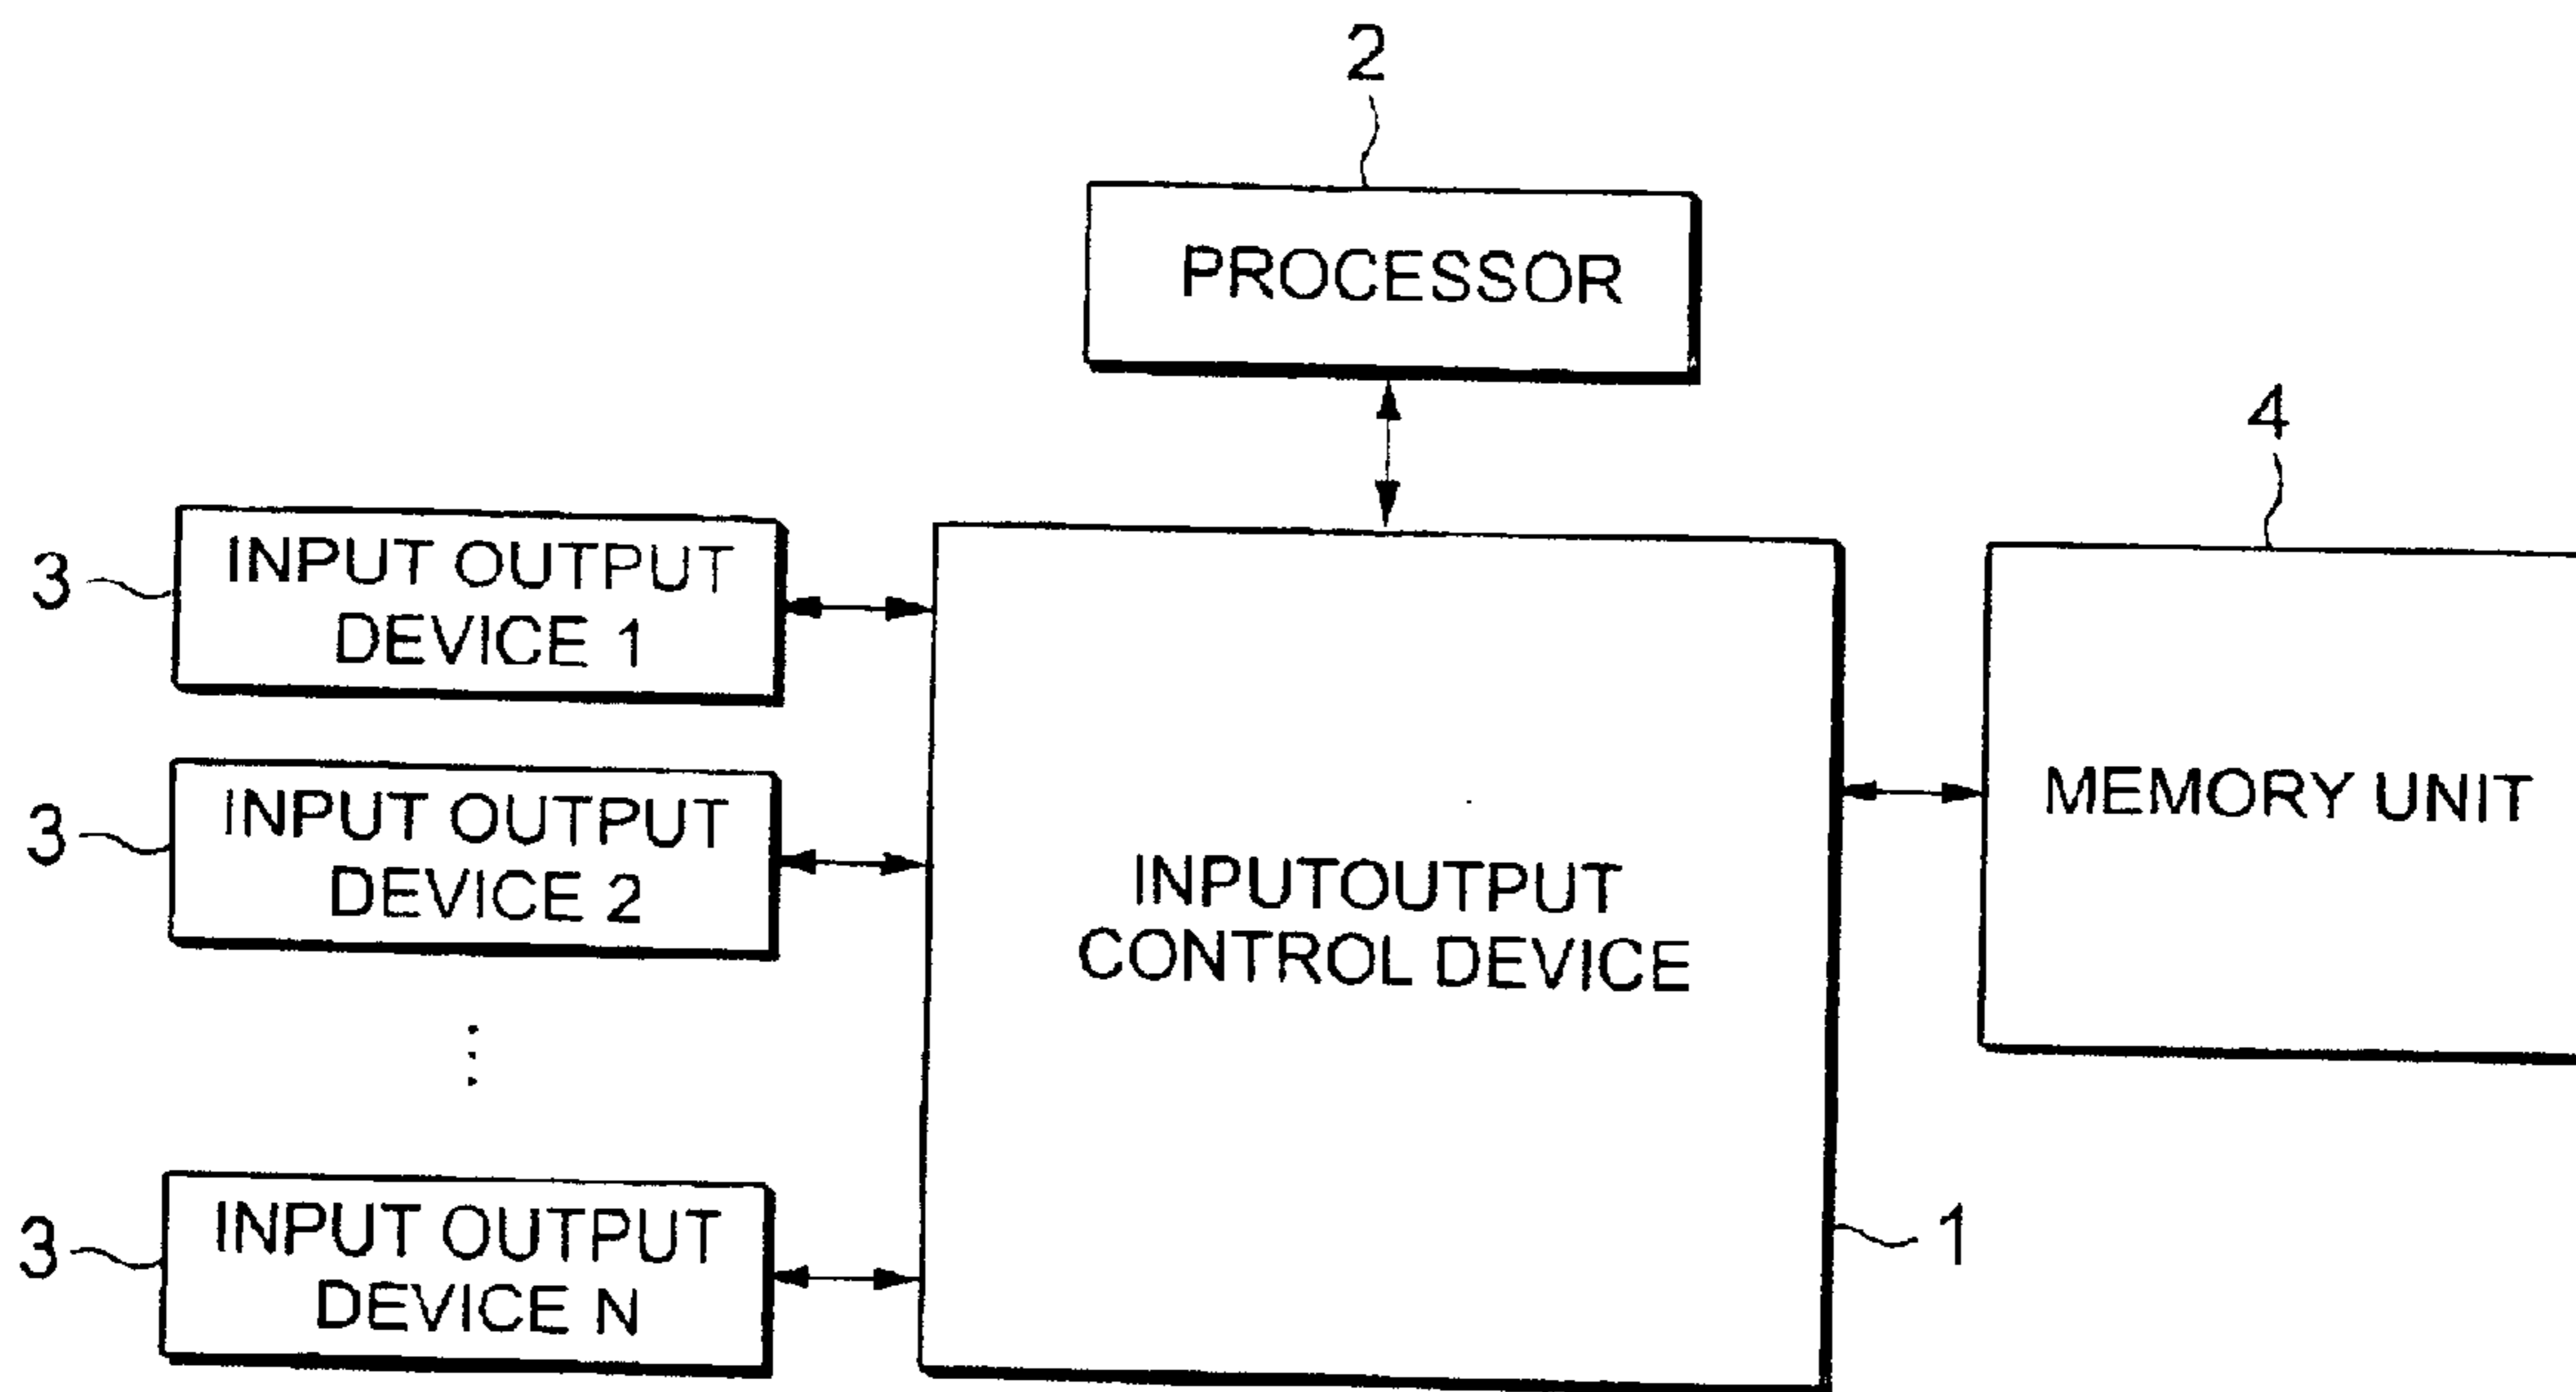 2
PROCESSOR
4
3
INPUT OUTPUT
DEVICE 1
3
INPUT OUTPUT
DEVICE 2
MEMORY UNIT
INPUTOUTPUT
CONTROL DEVICE
3
INPUT OUTPUT
DEVICE N
1